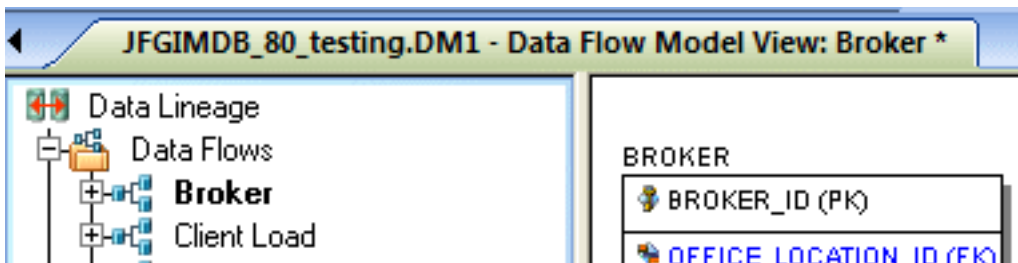 JFGIMDB_80_testing.DM1 - Data Flow Model View: Broker *
Data Lineage
Data Flows
Broker
Client Load
BROKER
BROKER_ID (PK)
OFFICE_LOCATION_ID (FK)